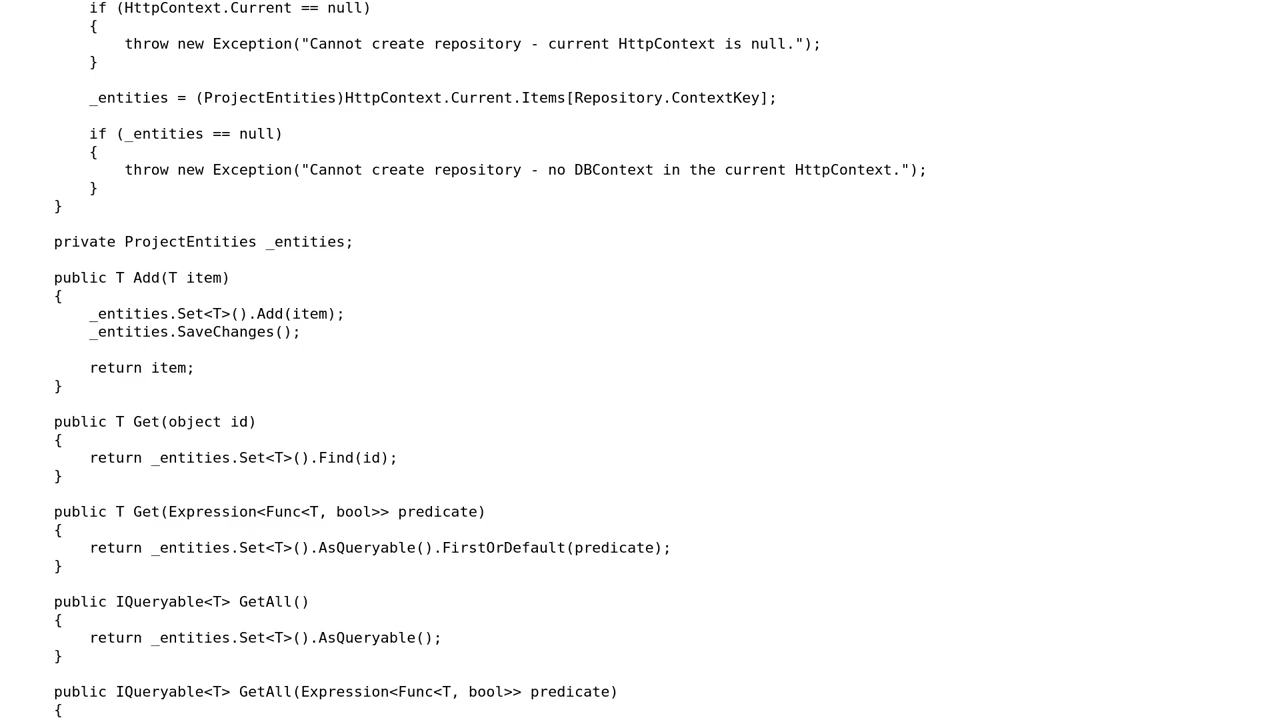 if (HttpContext.Current == null)
{
throw new Exception("Cannot create repository - current HttpContext is null.");
}
_entities = (ProjectEntities)HttpContext.Current.Items[Repository.ContextKey];
if (_entities == null)
{
throw new Exception("Cannot create repository - no DBContext in the current HttpContext.");
}
}
private ProjectEntities _entities;
public T Add(T item)
{
_entities.Set<T>().Add(item);
_entities.SaveChanges();
return item;
}
public T Get(object id)
{
return _entities.Set<T>().Find(id);
}
public T Get(Expression<Func<T, bool>> predicate)
{
return _entities.Set<T>().AsQueryable().FirstOrDefault(predicate);
}
public IQueryable<T> GetAll()
{
return _entities.Set<T>().AsQueryable();
}
public IQueryable<T> GetAll(Expression<Func<T, bool>> predicate)
{